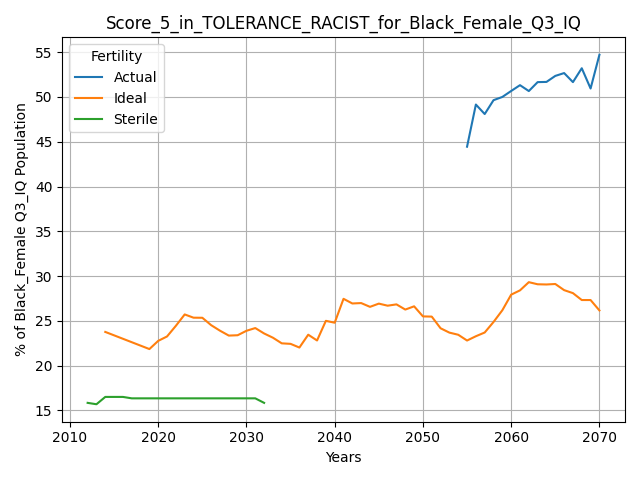 Score_5_in_TOLERANCE_RACIST_for_Black_Female_Q3_IQ
Fertility
Actual
Ideal
Sterile
% of Black_Female Q3_IQ Population
55
50
45
40
35
30
25
20
15
2010 2020 2030 2040 2050 2060 2070
Years